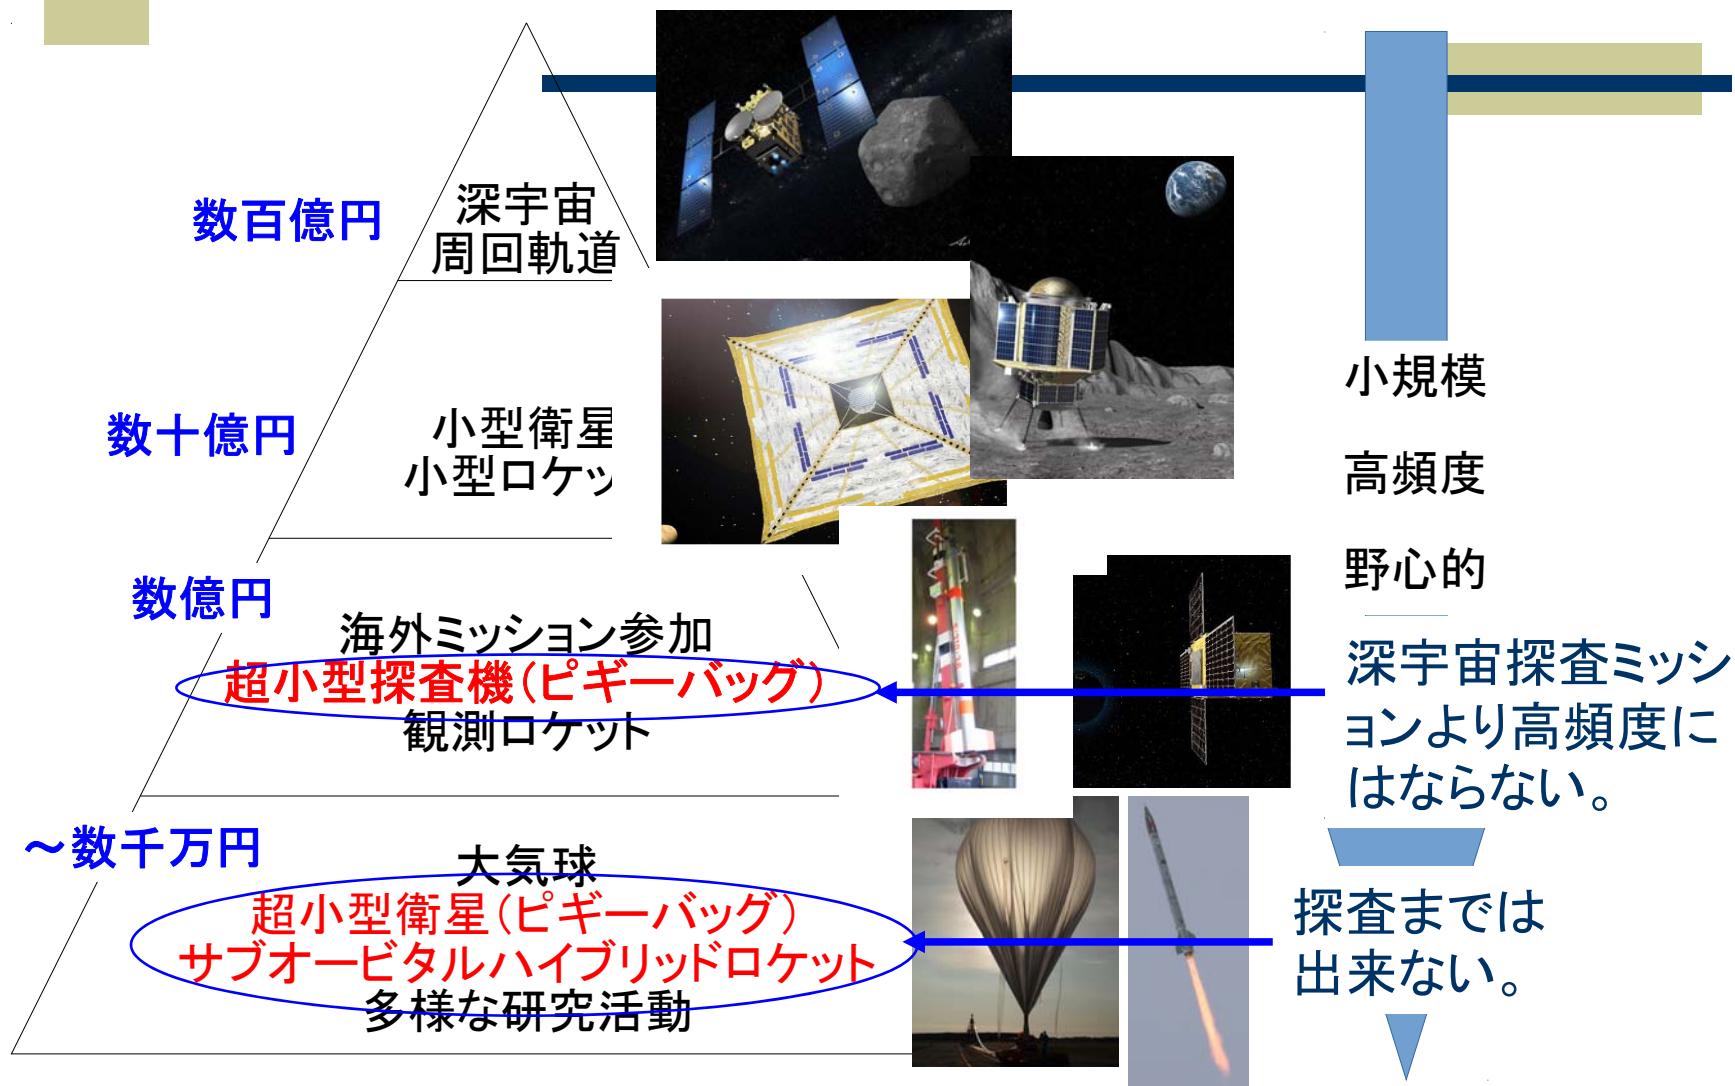 数百億円
深宇宙
周回軌道
数十億円
小型衛星
小型ロケッ
小規模
高頻度
野心的
数億円
海外ミッション参加
超小型探査機(ピギーバッグ)
観測ロケット
深宇宙探査ミッシ
ョンより高頻度に
はならない。
～数千万円
大気球
超小型衛星(ピギーバッグ)
サブオービタルハイブリッドロケット
多様な研究活動
探査までは
出来ない。